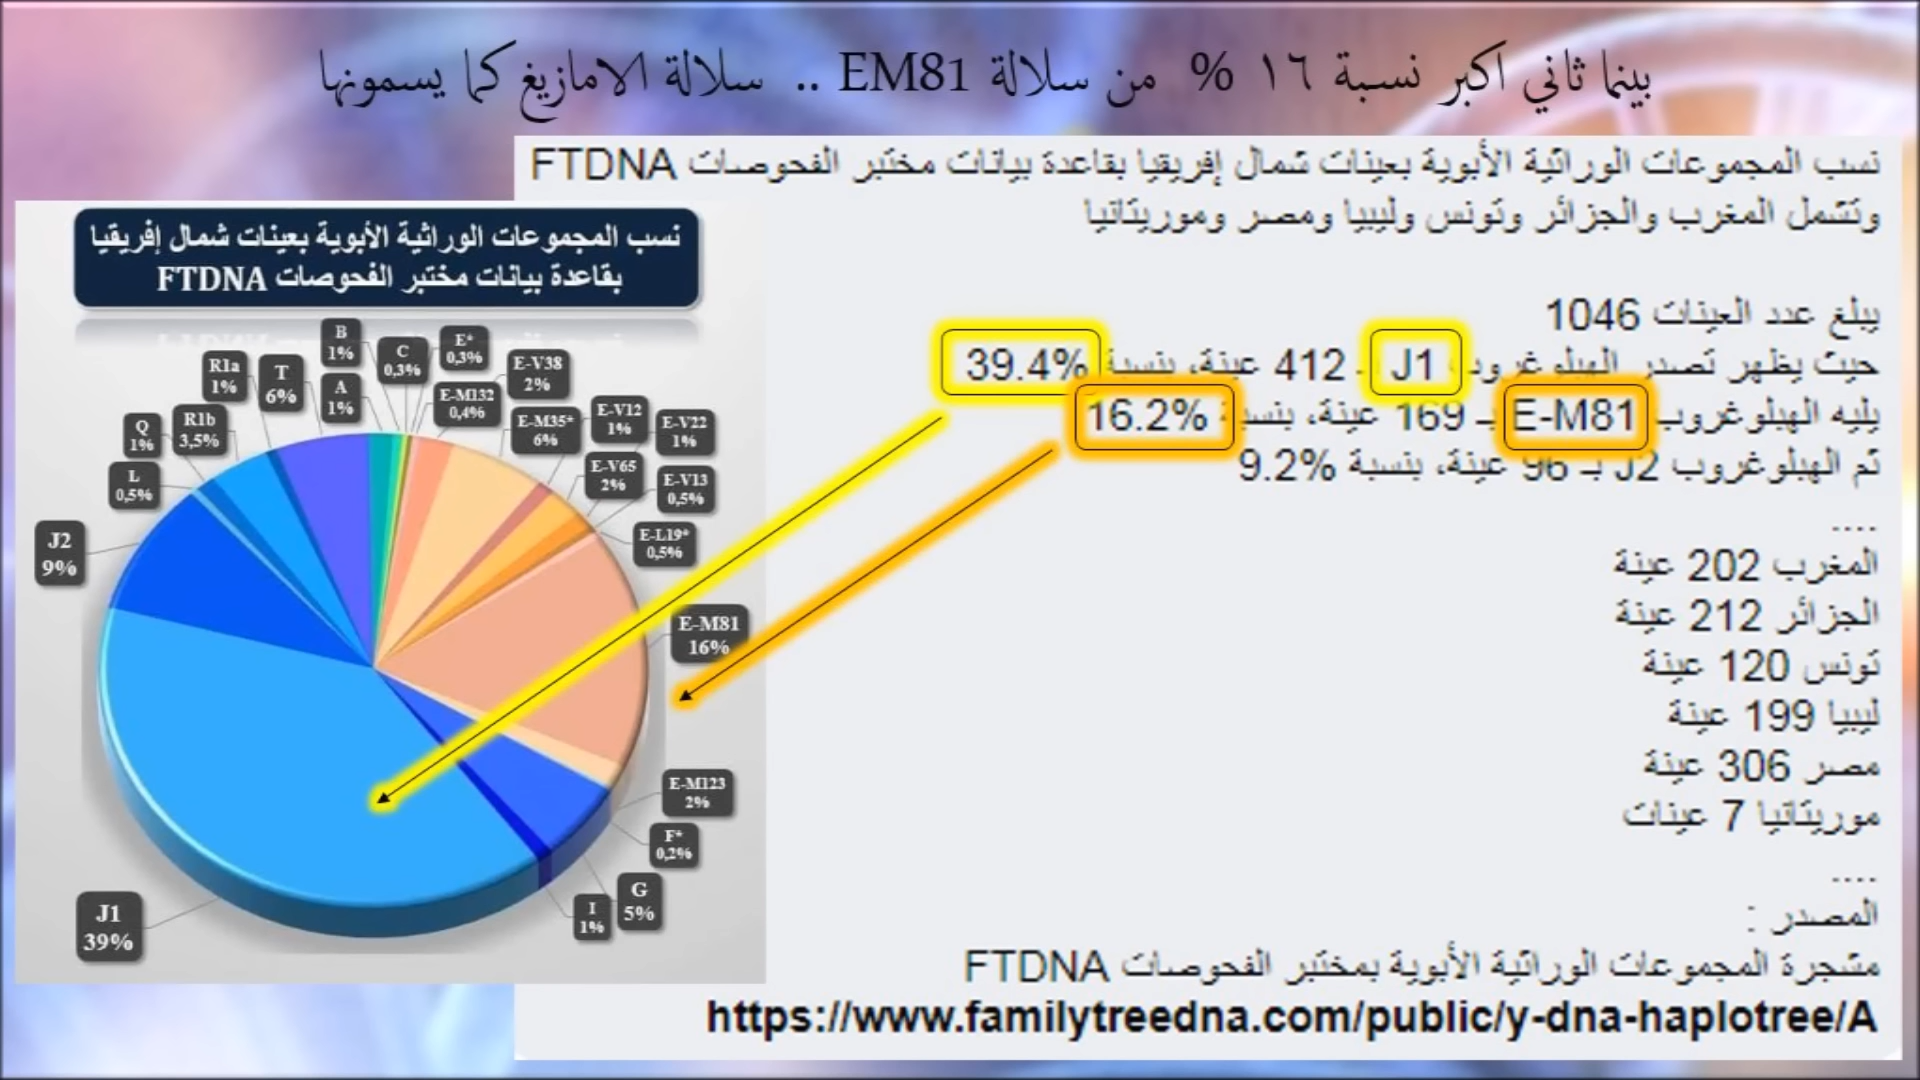 بينما ثاني اكبر نسبة ١٦ % من سلالة EM81 .. سلالة الامازيغ كما يسمونها
نسب المجموعات الوراثية الأبوية بعينات شمال إفريقيا بقاعدة بيانات مختبر الفحوصات FTDNA
وتشمل المغرب والجزائر وتونس وليبيا ومصر وموريتانيا
يبلغ عدد العينات 1046
حيث يظهر تصدر الهبلوغروب J1 بـ 412 عينة، بنسبة 39.4%
يليه الهبلوغروب E-M81 بـ 169 عينة، بنسبة 16.2%
ثم الهبلوغروب J2 بـ 96 عينة، بنسبة 9.2%
....
المغرب 202 عينة
الجزائر 212 عينة
تونس 120 عينة
ليبيا 199 عينة
مصر 306 عينة
موريتانيا 7 عينات
....
المصدر :
مشجرة المجموعات الوراثية الأبوية بمختبر الفحوصات FTDNA
https://www.familytreedna.com/public/y-dna-haplotree/A
نسب المجموعات الوراثية الأبوية بعينات شمال إفريقيا
بقاعدة بيانات مختبر الفحوصات FTDNA
B
1%
C
0,3%
E*
0,3%
E-V38
2%
R1a
1%
T
6%
A
1%
E-M132
0,4%
E-M35*
6%
E-V12
1%
E-V22
1%
Q
1%
R1b
3,5%
L
0,5%
E-V65
2%
E-V13
0,5%
E-L19*
0,5%
J2
9%
E-M81
16%
E-M123
2%
F*
0,2%
G
5%
I
1%
J1
39%